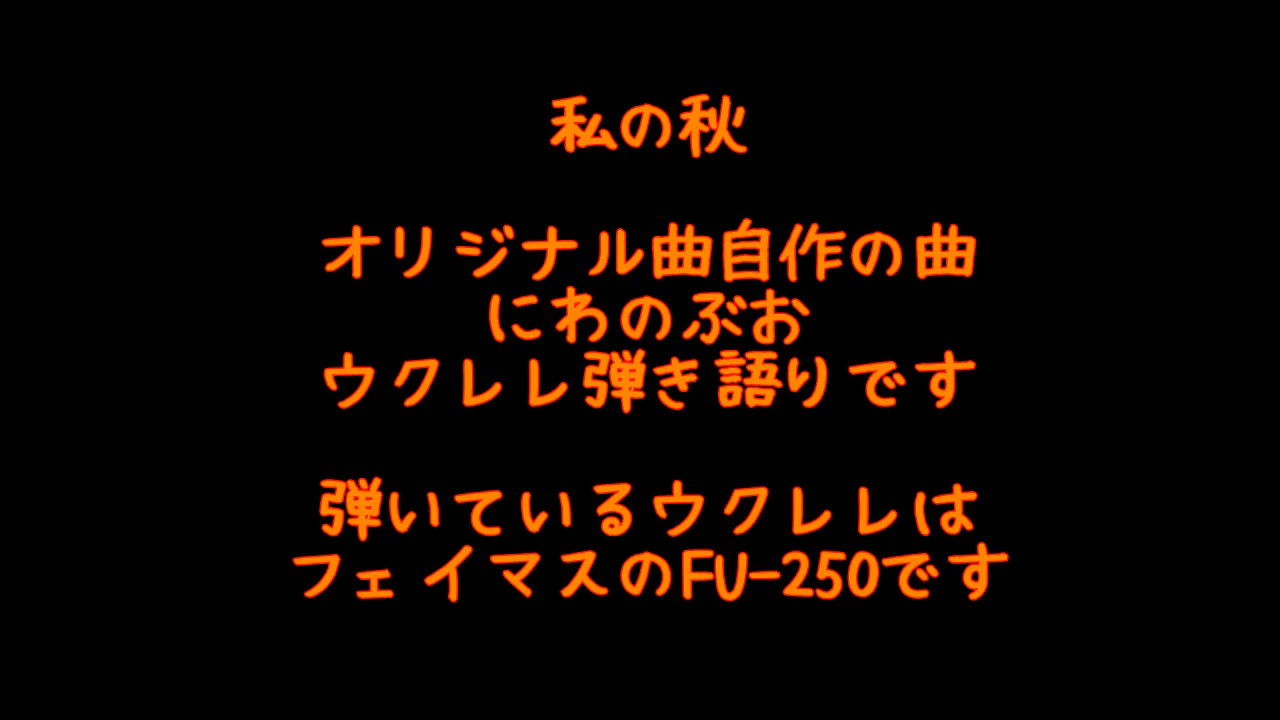 私の秋
オリジナル曲自作の曲
にわのぶお
ウクレレ弾き語りです
弾いているウクレレは
フェイマスのFU-250です